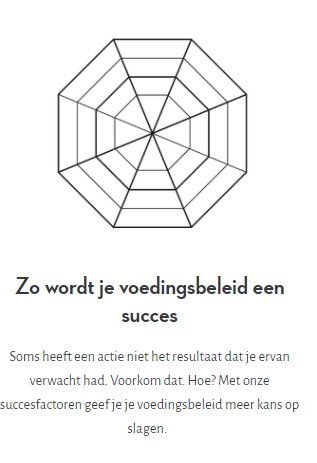 Zo wordt je voedingsbeleid een
succes
Soms heeft een actie niet het resultaat dat je ervan
verwacht had. Voorkom dat. Hoe? Met onze
succesfactoren geef je je voedingsbeleid meer kans op
slagen.